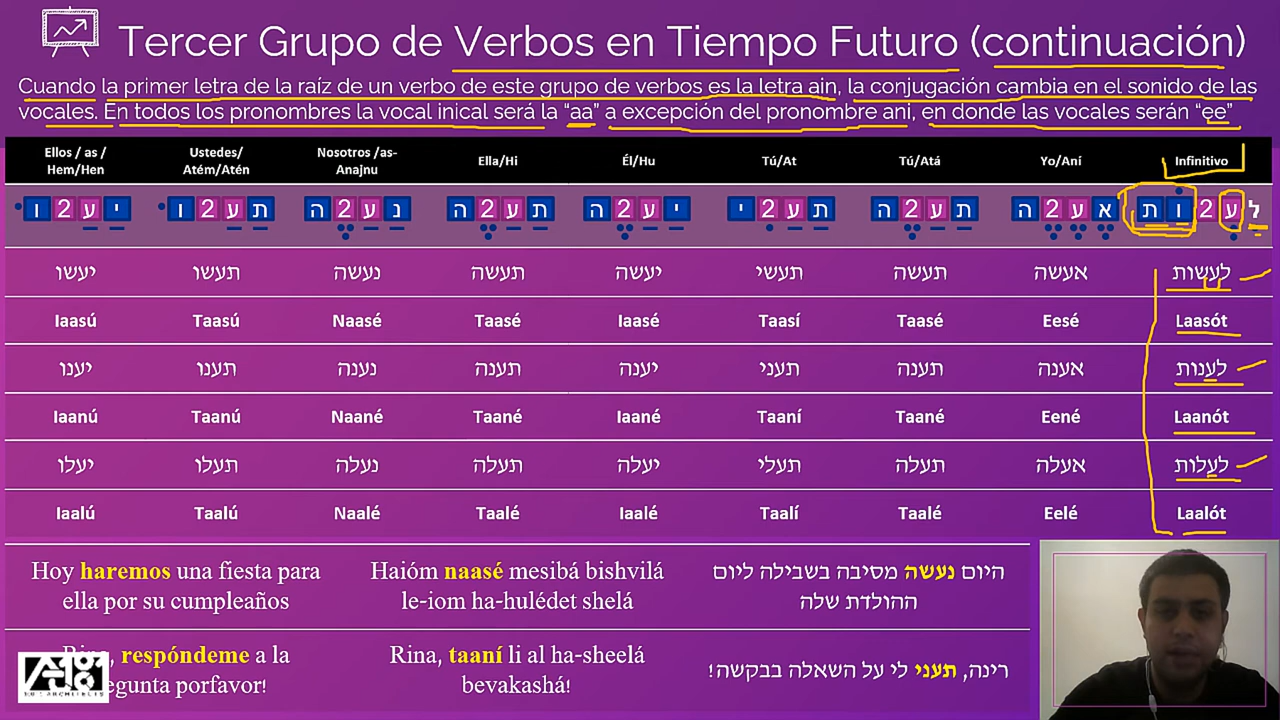 Tercer Grupo de Verbos en Tiempo Futuro (continuación)
Cuando la primer letra de la raíz de un verbo de este grupo de verbos es la letra ain, la conjugación cambia en el sonido de las
vocales. En todos los pronombres la vocal inical será la “aa” a excepción del pronombre ani, en donde las vocales serán “ee”
Ellos / as / Hem/Hen Ustedes/ Atém/Atén Nosotros /as- Anajnu Ella/Hi Él/Hu Tú/At Tú/Atá Yo/Aní Infinitivo
יע2ו תע2ו נע2ה תע2ה יע2ה תע2י תע2ה אע2ה לע2ות
יעשו תעשו נעשה תעשה יעשה תעשי תעשה אעשה לעשות
Iaasú Taasú Naasé Taasé Iaasé Taasí Taasé Eesé Laasót
יענו תענו נענה תענה יענה תעני תענה אענה לענות
Iaanú Taanú Naané Taané Iaané Taaní Taané Eené Laanót
יעלו תעלו נעלה תעלה יעלה תעלי תעלה אעלה לעלות
Iaalú Taalú Naalé Taalé Iaalé Taalí Taalé Eelé Laalót
Hoy haremos una fiesta para
ella por su cumpleaños
Haióm naasé mesibá bishvilá
le-iom ha-hulédet shelá
היום נעשה מסיבה בשבילה ליום
ההולדת שלה
respóndeme a la
pregunta porfavor!
Rina, taaní li al ha-sheelá
bevakashá!
רינה, תעני לי על השאלה בבקשה!